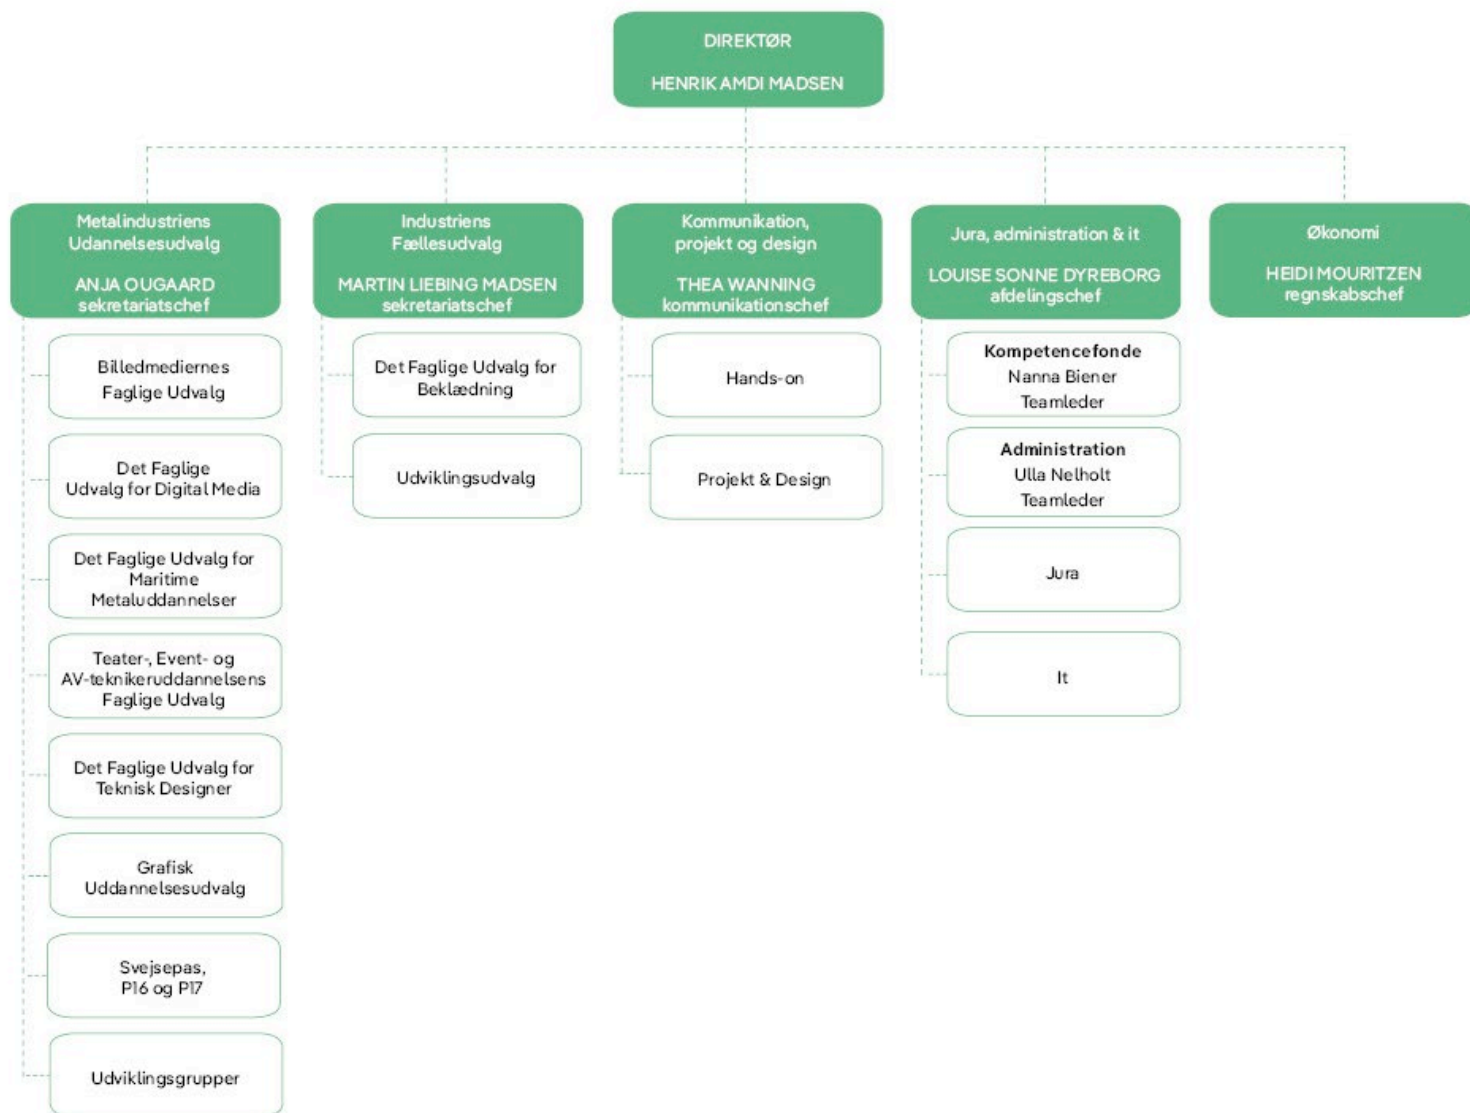 DIREKTØR
HENRIK AMDI MADSEN
Metalindustriens
Udannelsesudvalg
ANJA OUGAARD
sekretariatschef
Billedmediernes
Faglige Udvalg
Det Faglige
Udvalg for Digital Media
Det Faglige Udvalg for
Maritime
Metaluddannelser
Teater-, Event- og
AV-teknikeruddannelsens
Faglige Udvalg
Det Faglige Udvalg for
Teknisk Designer
Grafisk
Uddannelsesudvalg
Svejsepas,
P16 og P17
Udviklingsgrupper
Industriens
Fællesudvalg
MARTIN LIEBING MADSEN
sekretariatschef
Det Faglige Udvalg for
Beklædning
Udviklingsudvalg
Kommunikation,
projekt og design
THEA WANNING
kommunikationschef
Hands-on
Projekt & Design
Jura, administration & it
LOUISE SONNE DYREBORG
afdelingschef
Kompetencefonde
Nanna Biener
Teamleder
Administration
Ulla Nelholt
Teamleder
Jura
It
Økonomi
HEIDI MOURITZEN
regnskabschef